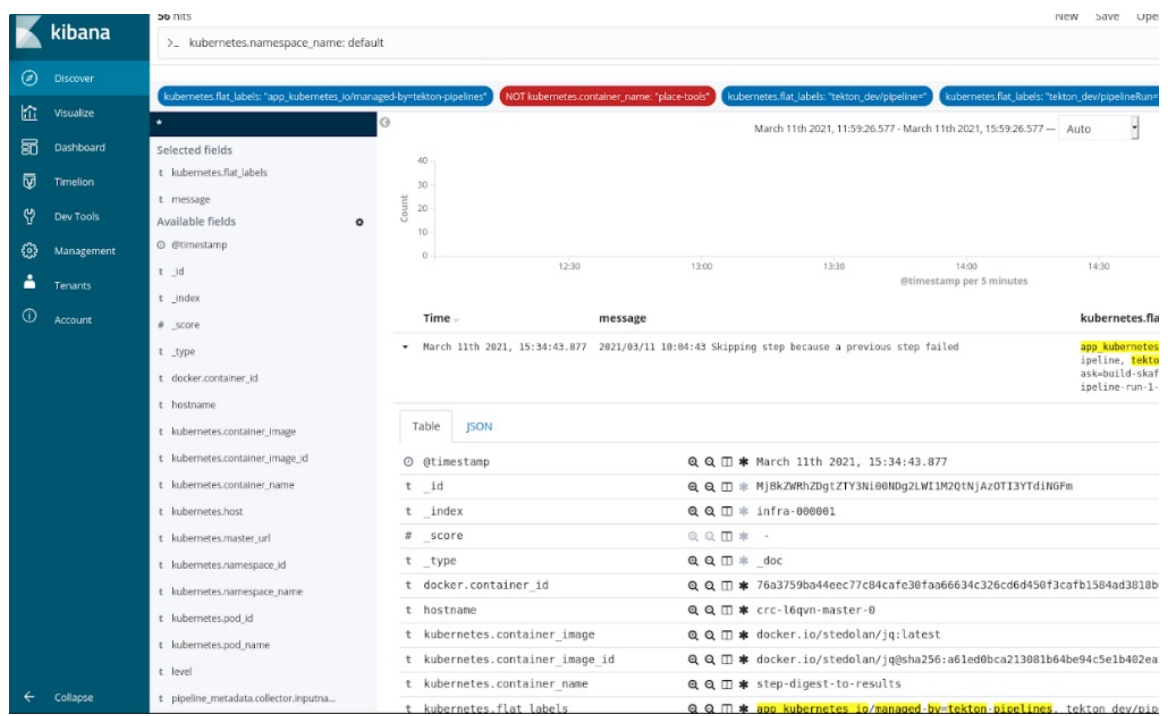 56 hits
New Save Ope
kibana
>_ kubernetes.namespace_name: default
Discover
Visualize
Dashboard
Timelion
Dev Tools
Management
Tenants
Account
Collapse
kubernetes.flat_labels: "app_kubernetes_io/managed-by=tekton-pipelines" NOT kubernetes.container_name: "place-tools" kubernetes.flat_labels: "tekton_dev/pipeline=" kubernetes.flat_labels: "tekton_dev/pipelineRun=
*
Selected fields
t kubernetes.flat_labels
t message
Available fields
@timestamp
t _id
t _index
# _score
t _type
t docker.container_id
t hostname
t kubernetes.container_image
t kubernetes.container_image_id
t kubernetes.container_name
t kubernetes.host
t kubernetes.master_url
t kubernetes.namespace_id
t kubernetes.namespace_name
t kubernetes.pod_id
t kubernetes.pod_name
t level
t pipeline_metadata.collector.inputna...
March 11th 2021, 11:59:26.577 - March 11th 2021, 15:59:26.577 — Auto
Count
40
30
20
10
0
12:30 13:00 13:30 14:00 14:30
@timestamp per 5 minutes
Time message kubernetes.fla
March 11th 2021, 15:34:43.877 2021/03/11 10:04:43 Skipping step because a previous step failed app_kubernetes
ipeline, tekto
ask=build-skaf
ipeline-run-1-
Table JSON
@timestamp March 11th 2021, 15:34:43.877
t _id MjBkZWRhZDgtZTY3Ni00NDg2LWI1M2QtNjAzOTI3YTdiNGFm
t _index infra-000001
# _score -
t _type _doc
t docker.container_id 76a3759ba44eec77c84cafe30faa66634c326cd6d450f3cafb1584ad3818b
t hostname crc-l6qvn-master-0
t kubernetes.container_image docker.io/stedolan/jq:latest
t kubernetes.container_image_id docker.io/stedolan/jq@sha256:a61ed0bca213081b64be94c5e1b402ea
t kubernetes.container_name step-digest-to-results
t kubernetes.flat_labels app_kubernetes_io/managed-by=tekton-pipelines, tekton_dev/pip